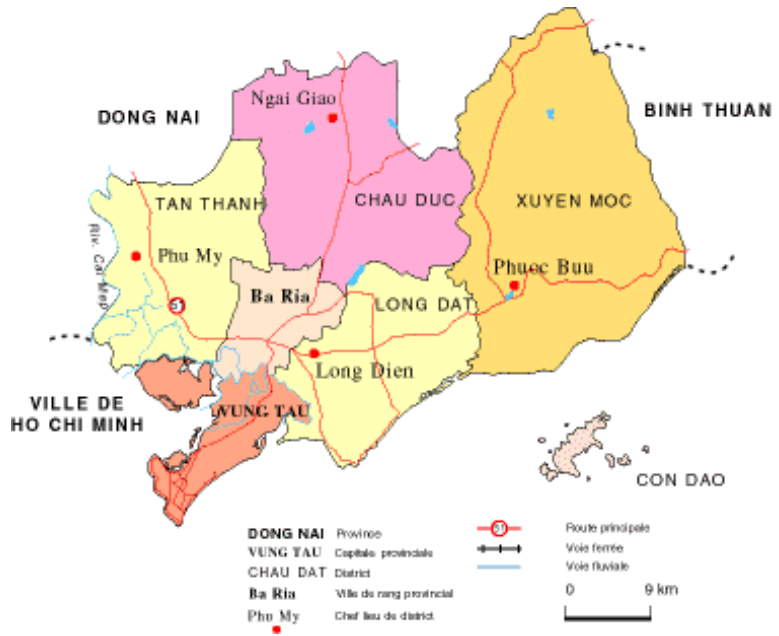 Ngai Giao
DONG NAI
BINH THUAN
TAN THANH
CHAU DUC
XUYEN MOC
Riv. Cai Mep
Phu My
Phuoc Buu
Ba Ria
LONG DAT
51
Long Dien
VILLE DE
HO CHI MINH
VUNG TAU
CON DAO
DONG NAI Province
VUNG TAU Capitale provinciale
CHAU DAT District
Ba Ria Ville de rang provincial
Phu My Chef lieu de district
51 Route principale
Voie ferrée
Voie fluviale
0 9 km